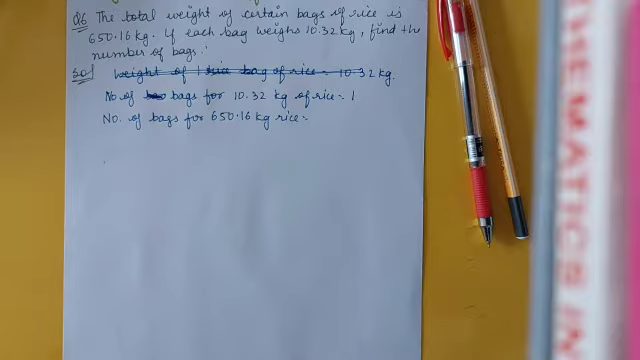 Q6 The total weight of certain bags of rice is
650.16 kg. If each bag weighs 10.32 kg, find the
number of bags.
Sol Weight of 1 rice bag of rice = 10.32 kg.
No of bags for 10.32 kg of rice = 1
No. of bags for 650.16 kg rice =
THEMATICS IN